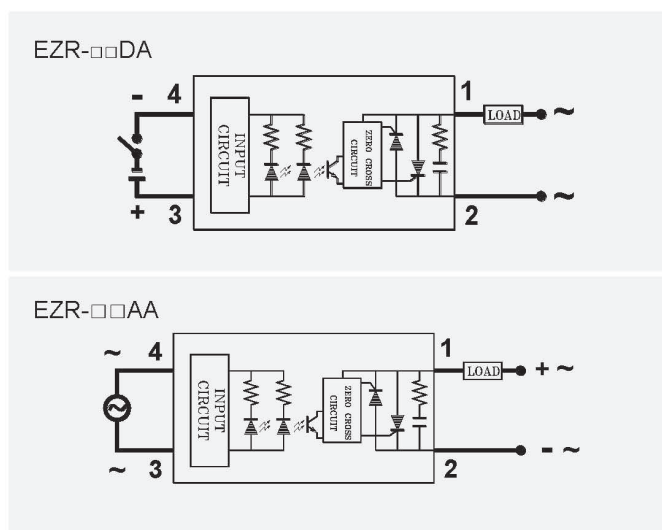 EZR-□□DA
- 4
1
LOAD
~
INPUT
CIRCUIT
ZERO CROSS
CIRCUIT
+ 3
2
~
EZR-□□AA
~ 4
1
LOAD
+ ~
INPUT
CIRCUIT
ZERO CROSS
CIRCUIT
~
~ 3
2
- ~